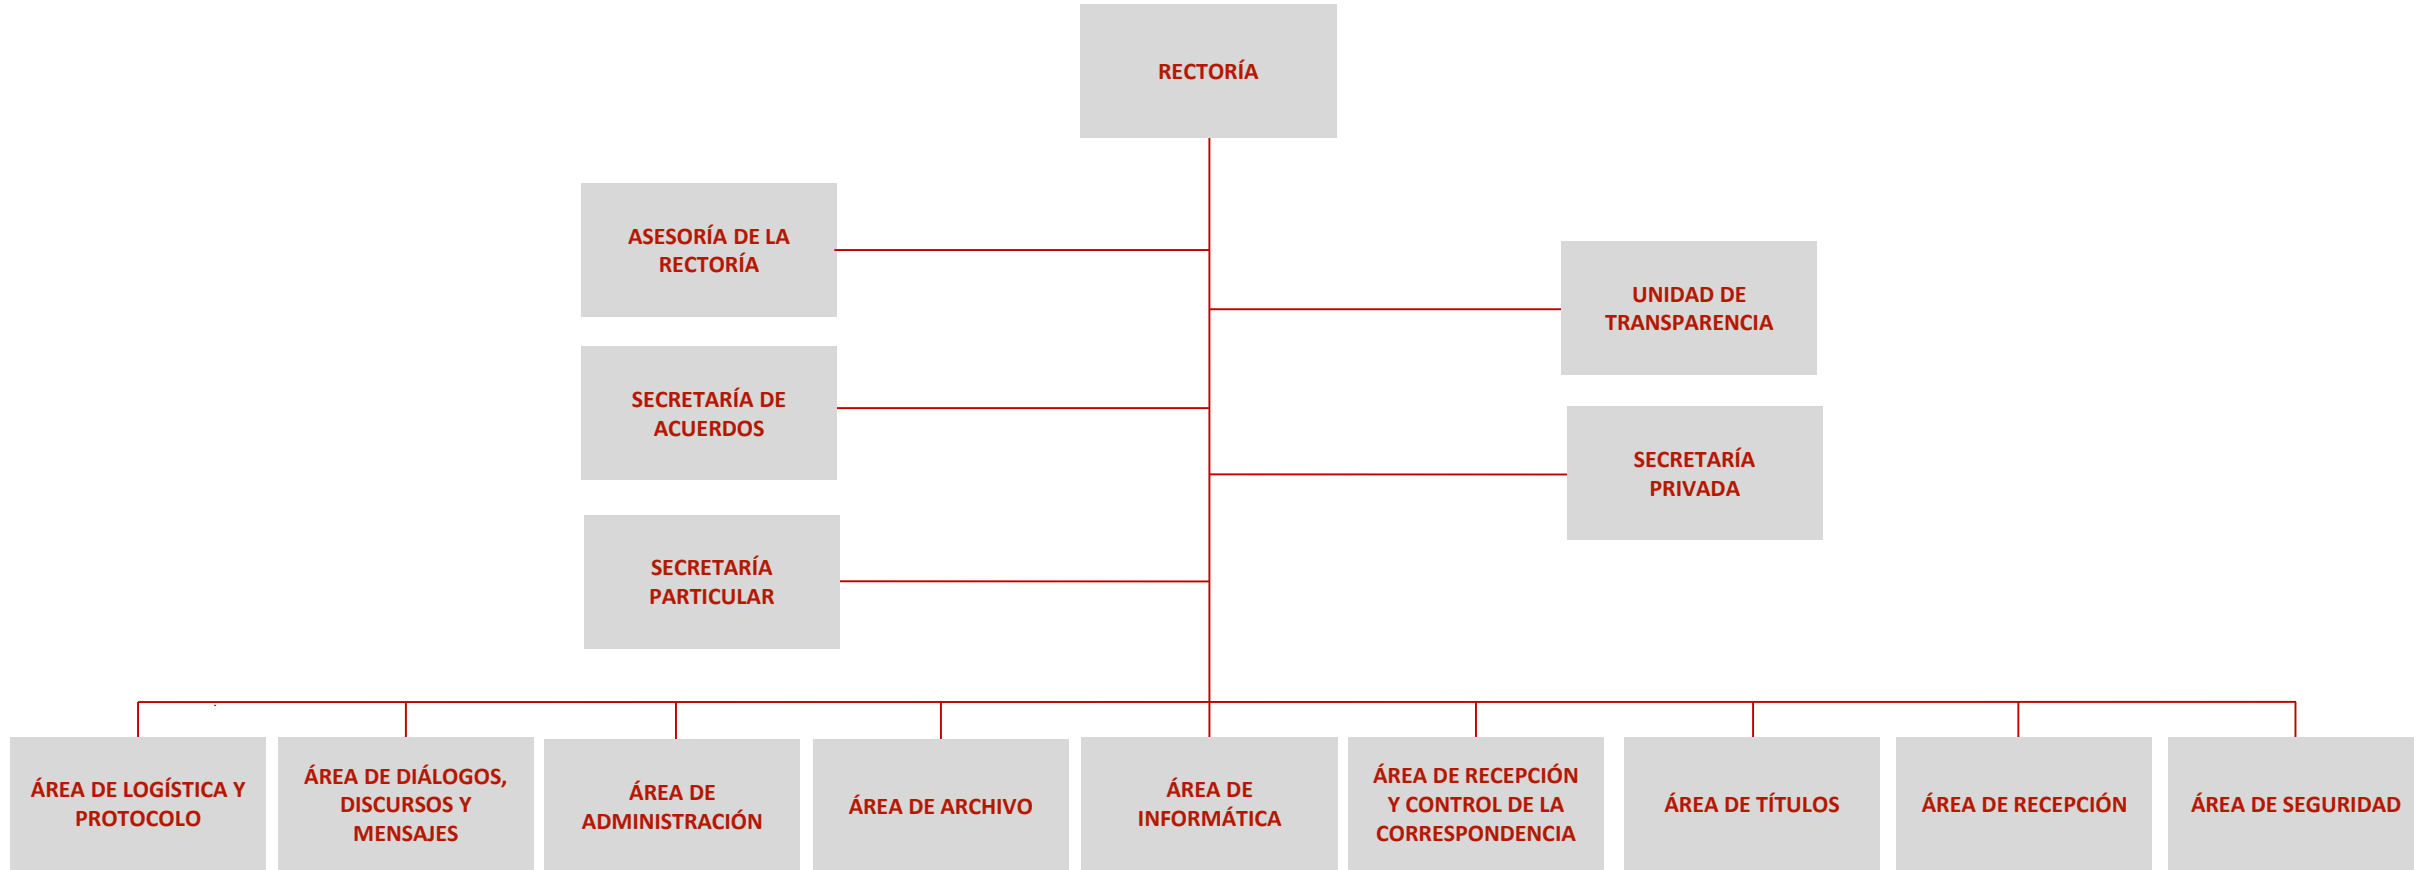 RECTORÍA
ASESORÍA DE LA
RECTORÍA
UNIDAD DE
TRANSPARENCIA
SECRETARÍA DE
ACUERDOS
SECRETARÍA
PRIVADA
SECRETARÍA
PARTICULAR
ÁREA DE LOGÍSTICA Y
PROTOCOLO
ÁREA DE DIÁLOGOS,
DISCURSOS Y
MENSAJES
ÁREA DE
ADMINISTRACIÓN
ÁREA DE ARCHIVO
ÁREA DE
INFORMÁTICA
ÁREA DE RECEPCIÓN
Y CONTROL DE LA
CORRESPONDENCIA
ÁREA DE TÍTULOS
ÁREA DE RECEPCIÓN
ÁREA DE SEGURIDAD